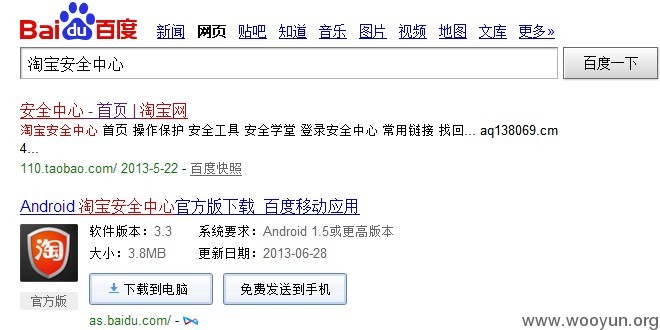 Bai du 百度 新闻 网页 贴吧 知道 音乐 图片 视频 地图 文库 更多»
淘宝安全中心 百度一下
安全中心 - 首页 | 淘宝网
淘宝安全中心 首页 操作保护 安全工具 安全学堂 登录安全中心 常用链接 找回... aq138069.cm
4...
110.taobao.com/ 2013-5-22 - 百度快照
Android 淘宝安全中心官方版下载_百度移动应用
淘
官方版
软件版本：3.3 系统要求：Android 1.5或更高版本
大小：3.8MB 更新日期：2013-06-28
下载到电脑 免费发送到手机
as.baidu.com/ -
www.wooyun.org